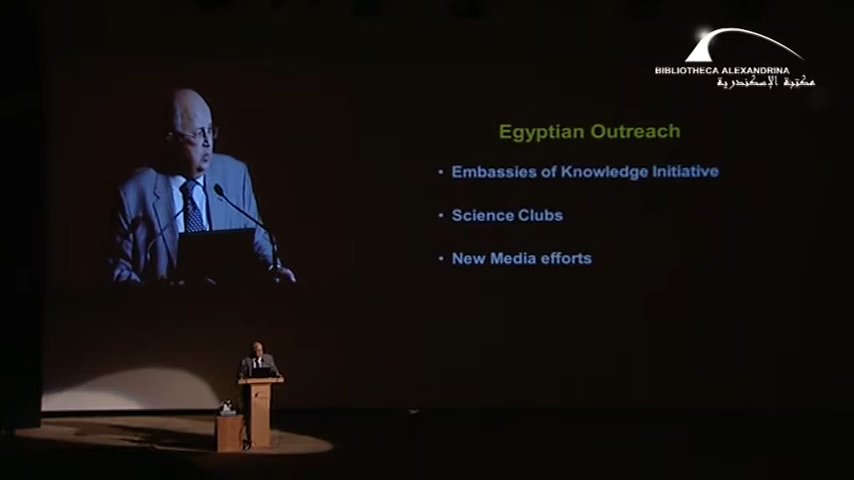 BIBLIOTHECA ALEXANDRINA
مكتبة الإسكندرية
Egyptian Outreach
• Embassies of Knowledge Initiative
• Science Clubs
• New Media efforts